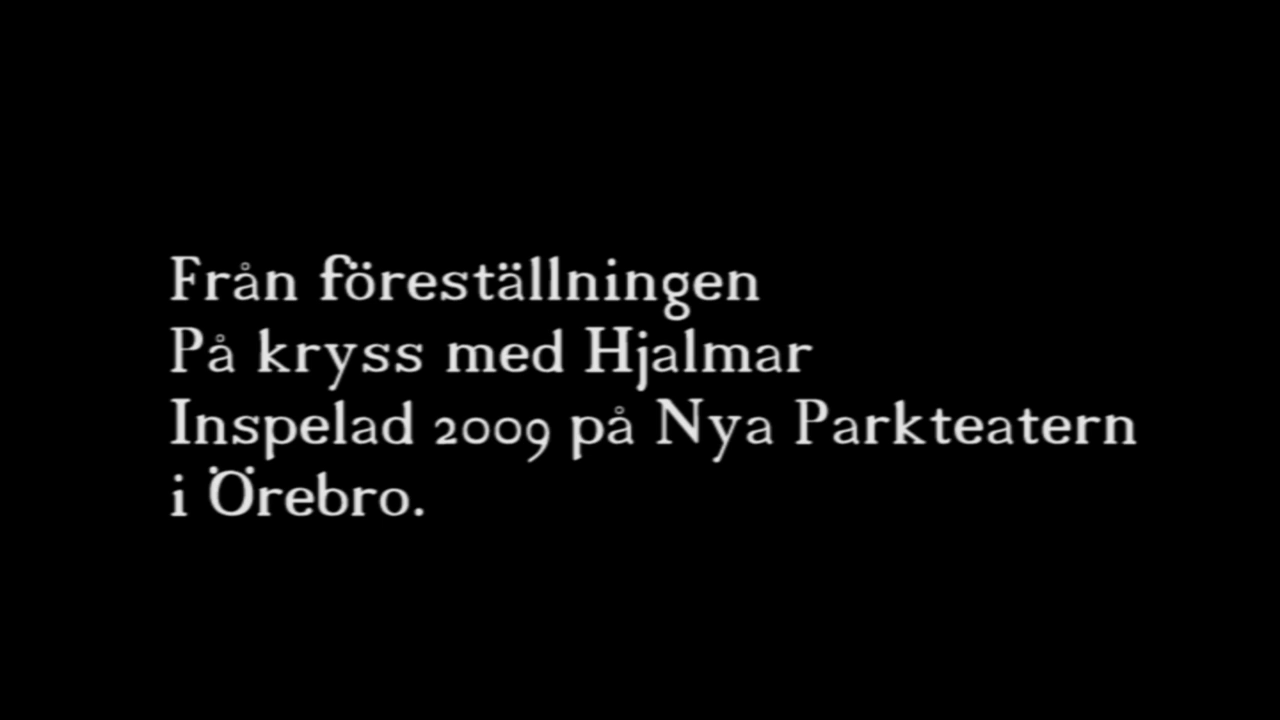 Från föreställningen
På kryss med Hjalmar
Inspelad 2009 på Nya Parkteatern
i Örebro.